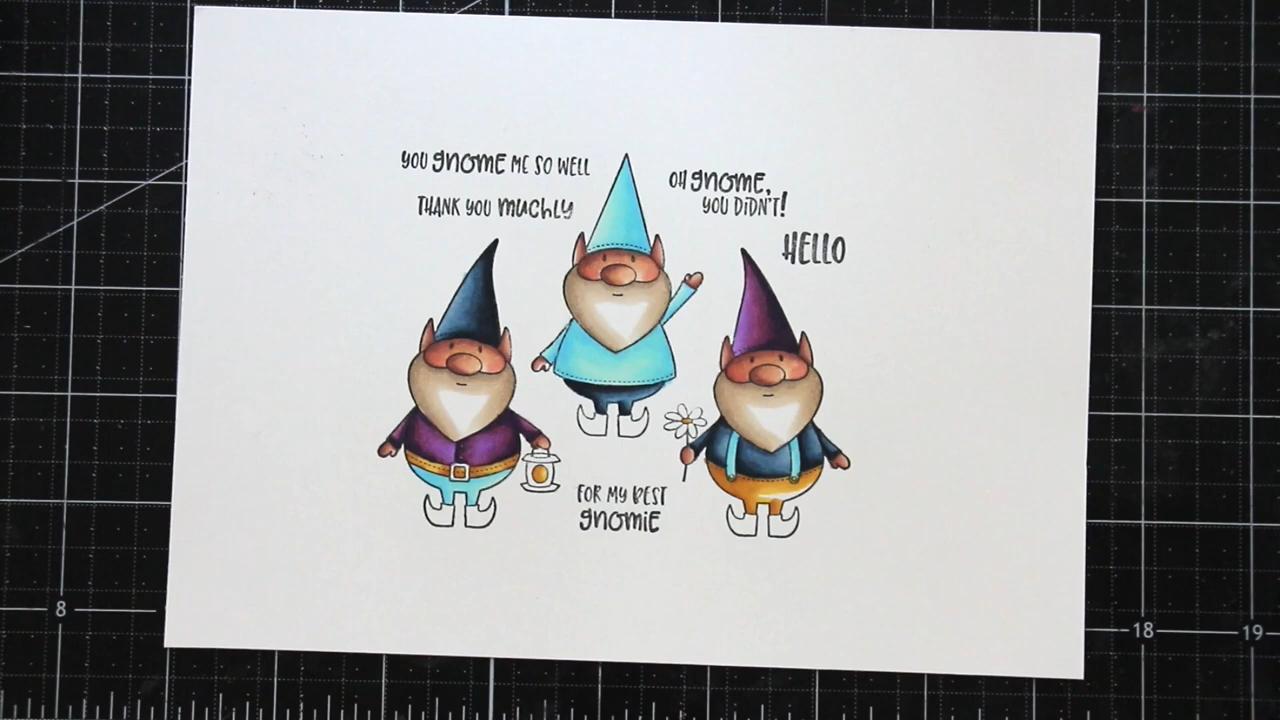 YOU gnome ME SO WELL
THANK YOU muchly
OH gnome,
YOU DIDN'T!
HELLO
FOR MY BEST
gnomie
8
18
19